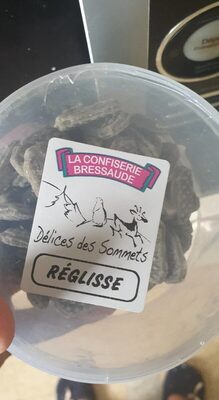 LA CONFISERIE
BRESSAUDE
Délices des Sommets
RÉGLISSE